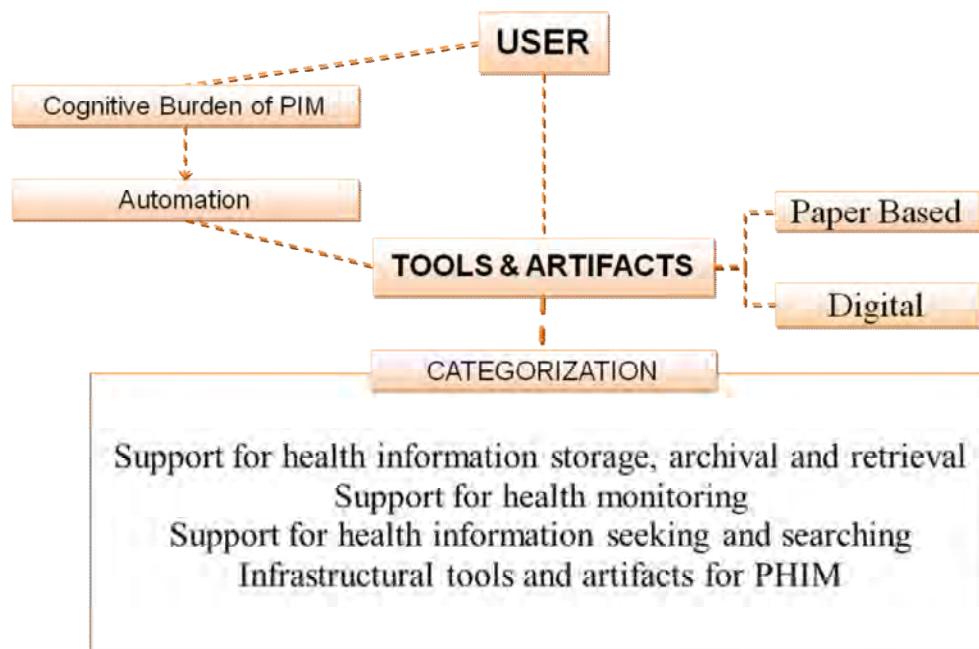 USER
Cognitive Burden of PIM
Automation
TOOLS & ARTIFACTS
Paper Based
Digital
CATEGORIZATION
Support for health information storage, archival and retrieval
Support for health monitoring
Support for health information seeking and searching
Infrastructural tools and artifacts for PHIM